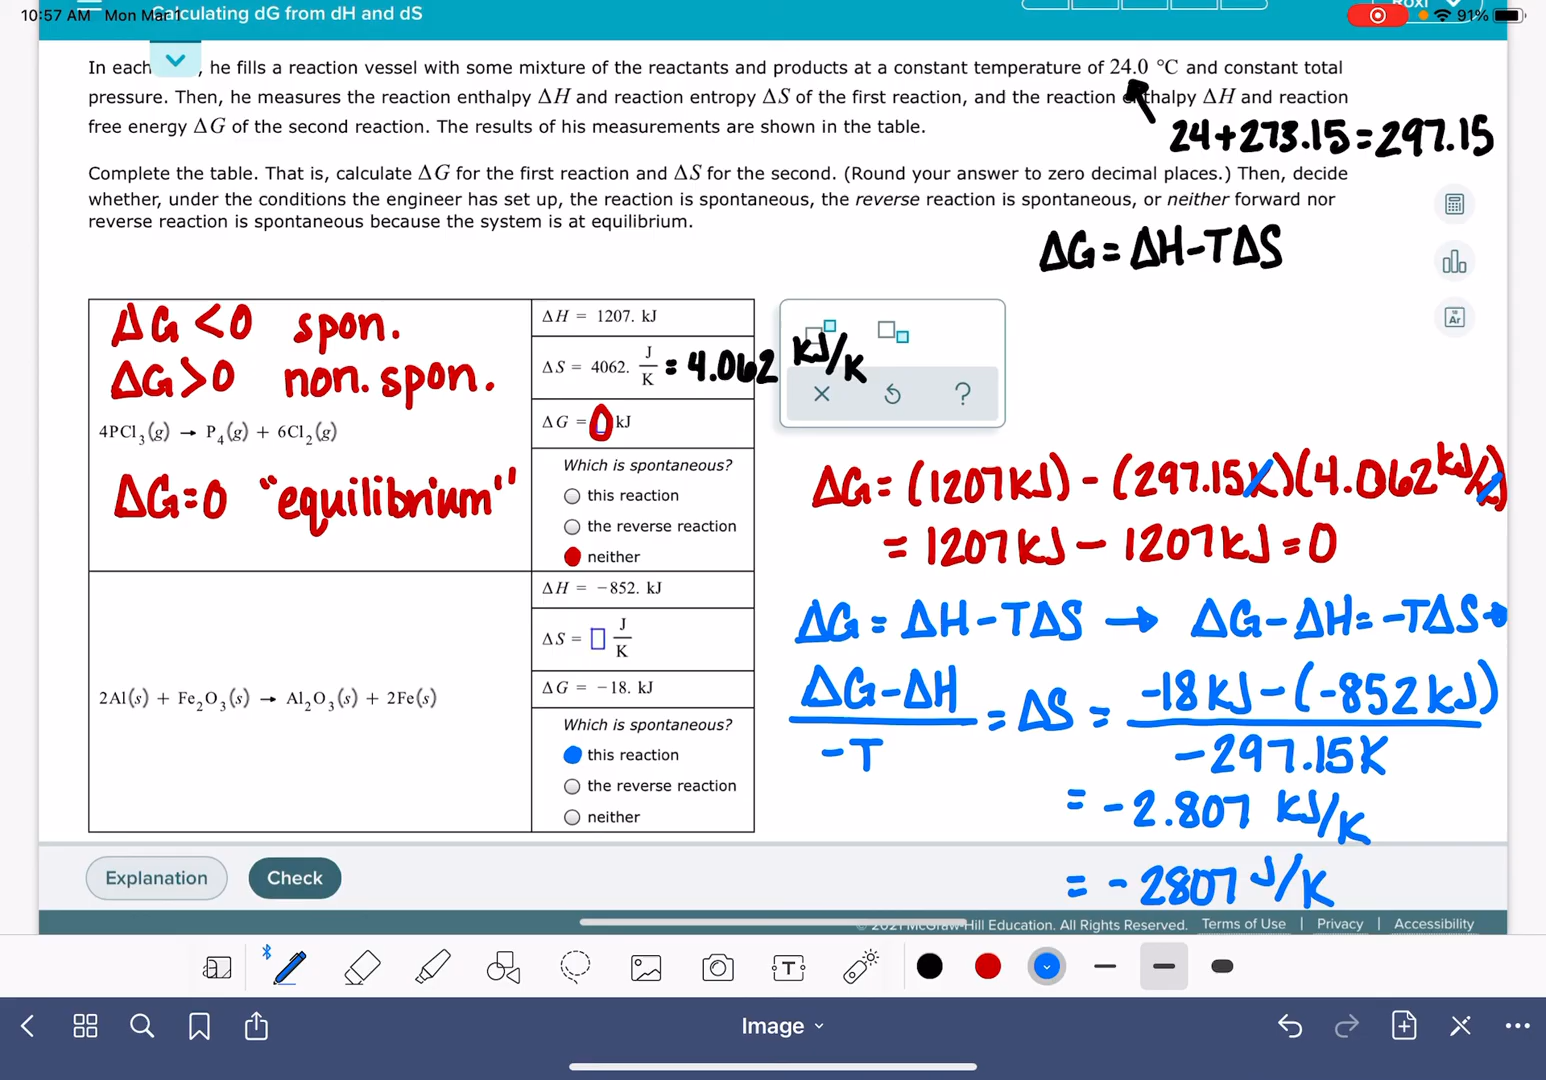 10:57 AM Mon Mar 1
Calculating dG from dH and dS
91%
In each , he fills a reaction vessel with some mixture of the reactants and products at a constant temperature of 24.0 °C and constant total
pressure. Then, he measures the reaction enthalpy ΔH and reaction entropy ΔS of the first reaction, and the reaction enthalpy ΔH and reaction
free energy ΔG of the second reaction. The results of his measurements are shown in the table.
24+273.15=297.15
Complete the table. That is, calculate ΔG for the first reaction and ΔS for the second. (Round your answer to zero decimal places.) Then, decide
whether, under the conditions the engineer has set up, the reaction is spontaneous, the reverse reaction is spontaneous, or neither forward nor
reverse reaction is spontaneous because the system is at equilibrium.
ΔG=ΔH-TΔS
ΔG<0 spon.
ΔG>0 non.spon.
4PCl₃(g) → P₄(g) + 6Cl₂(g)
ΔG=0 "equilibrium"
ΔH = 1207. kJ
ΔS = 4062. J/K = 4.062 kJ/K
ΔG = 0 kJ
Which is spontaneous?
this reaction
the reverse reaction
neither
Ar
ΔG=(1207KJ)-(297.15K)(4.062kJ/K)
=1207KJ-1207KJ=0
2Al(s) + Fe₂O₃(s) → Al₂O₃(s) + 2Fe(s)
ΔH = −852. kJ
ΔS = J/K
ΔG = −18. kJ
Which is spontaneous?
this reaction
the reverse reaction
neither
ΔG=ΔH-TΔS → ΔG-ΔH=-TΔS→
ΔG-ΔH/-T = ΔS = -18KJ-(-852KJ)/-297.15K
=-2.807 KJ/K
=-2807 J/K
Explanation
Check
© 2021 McGraw-Hill Education. All Rights Reserved. Terms of Use | Privacy | Accessibility
T
Image